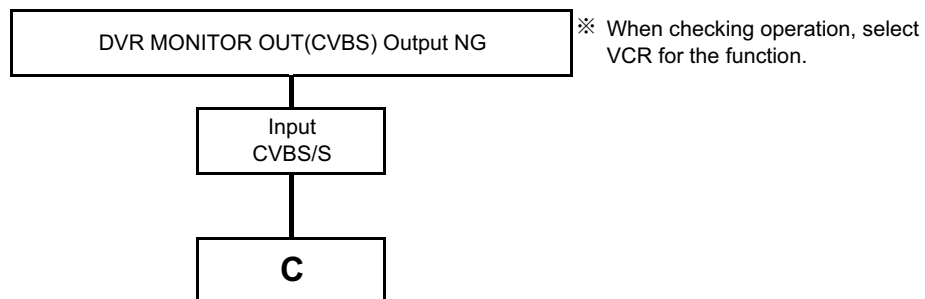 DVR MONITOR OUT(CVBS) Output NG
※ When checking operation, select
VCR for the function.
Input
CVBS/S
C